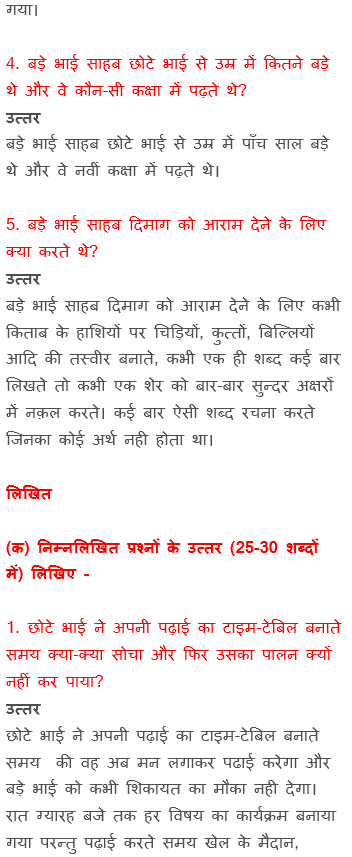 गया।
4. बड़े भाई साहब छोटे भाई से उम्र में कितने बड़े
थे और वे कौन-सी कक्षा में पढ़ते थे?
उत्तर
बड़े भाई साहब छोटे भाई से उम्र में पाँच साल बड़े
थे और वे नवीं कक्षा में पढ़ते थे।
5. बड़े भाई साहब दिमाग को आराम देने के लिए
क्या करते थे?
उत्तर
बड़े भाई साहब दिमाग को आराम देने के लिए कभी
किताब के हाशियों पर चिड़ियों, कुत्तों, बिल्लियों
आदि की तस्वीर बनाते, कभी एक ही शब्द कई बार
लिखते तो कभी एक शेर को बार-बार सुन्दर अक्षरों
में नक़ल करते। कई बार ऐसी शब्द रचना करते
जिनका कोई अर्थ नही होता था।
लिखित
(क) निम्नलिखित प्रश्नों के उत्तर (25-30 शब्दों
में) लिखिए -
1. छोटे भाई ने अपनी पढ़ाई का टाइम-टेबिल बनाते
समय क्या-क्या सोचा और फिर उसका पालन क्यों
नहीं कर पाया?
उत्तर
छोटे भाई ने अपनी पढ़ाई का टाइम-टेबिल बनाते
समय की वह अब मन लगाकर पढाई करेगा और
बड़े भाई को कभी शिकायत का मौका नही देगा।
रात ग्यारह बजे तक हर विषय का कार्यक्रम बनाया
गया परन्तु पढ़ाई करते समय खेल के मैदान,